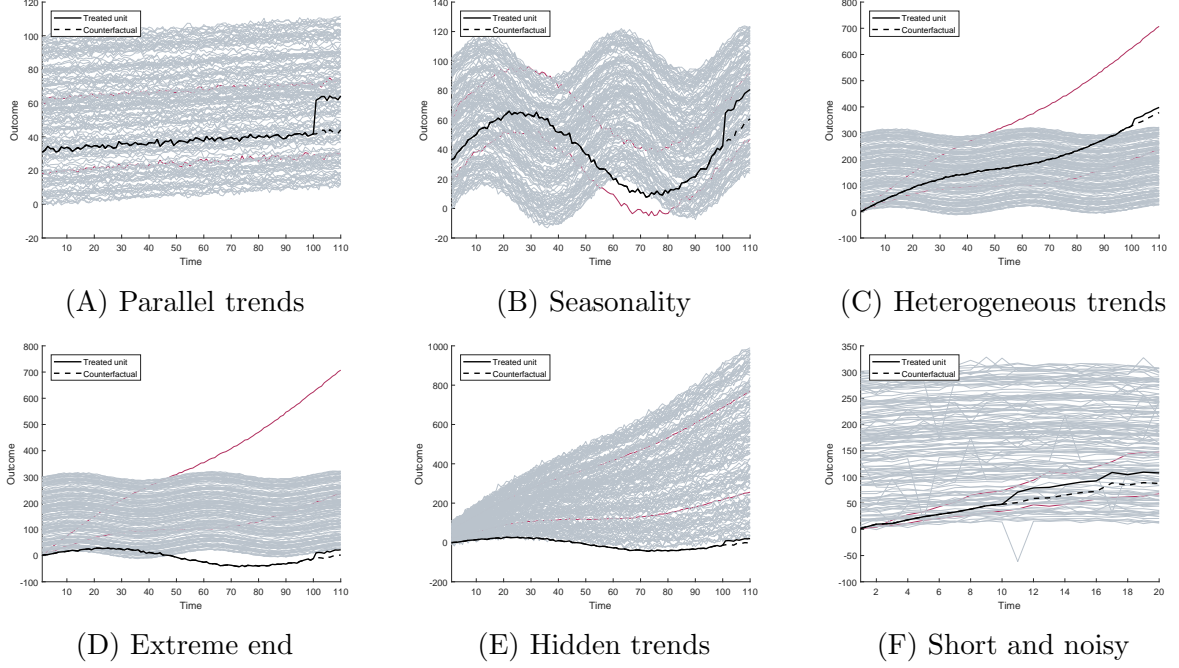 120
100
80
60
40
20
0
-20
Outcome
Treated unit
Counterfactual
10 20 30 40 50 60 70 80 90 100 110
Time
(A) Parallel trends
140
120
100
80
60
40
20
0
-20
Outcome
Treated unit
Counterfactual
10 20 30 40 50 60 70 80 90 100 110
Time
(B) Seasonality
800
700
600
500
400
300
200
100
0
-100
Outcome
Treated unit
Counterfactual
10 20 30 40 50 60 70 80 90 100 110
Time
(C) Heterogeneous trends
800
700
600
500
400
300
200
100
0
-100
Outcome
Treated unit
Counterfactual
10 20 30 40 50 60 70 80 90 100 110
Time
(D) Extreme end
1000
800
600
400
200
0
-200
Outcome
Treated unit
Counterfactual
10 20 30 40 50 60 70 80 90 100 110
Time
(E) Hidden trends
350
300
250
200
150
100
50
0
-50
-100
Outcome
Treated unit
Counterfactual
2 4 6 8 10 12 14 16 18 20
Time
(F) Short and noisy